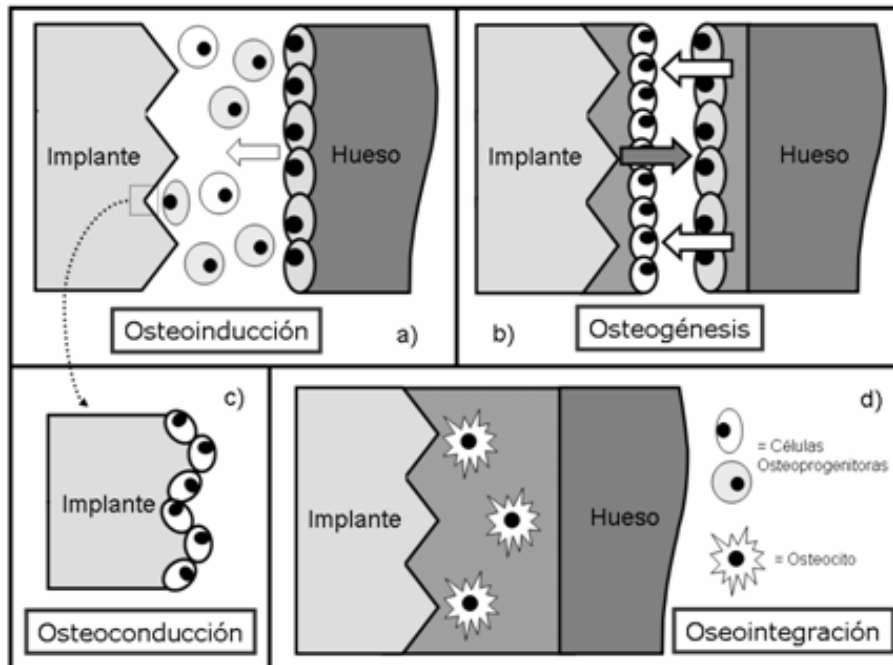 Implante
Hueso
Osteoinducción
a)
Implante
Hueso
b)
Osteogénesis
c)
Implante
Osteoconducción
d)
Implante
Hueso
= Células
Osteoprogenitoras
= Osteocito
Oseointegración